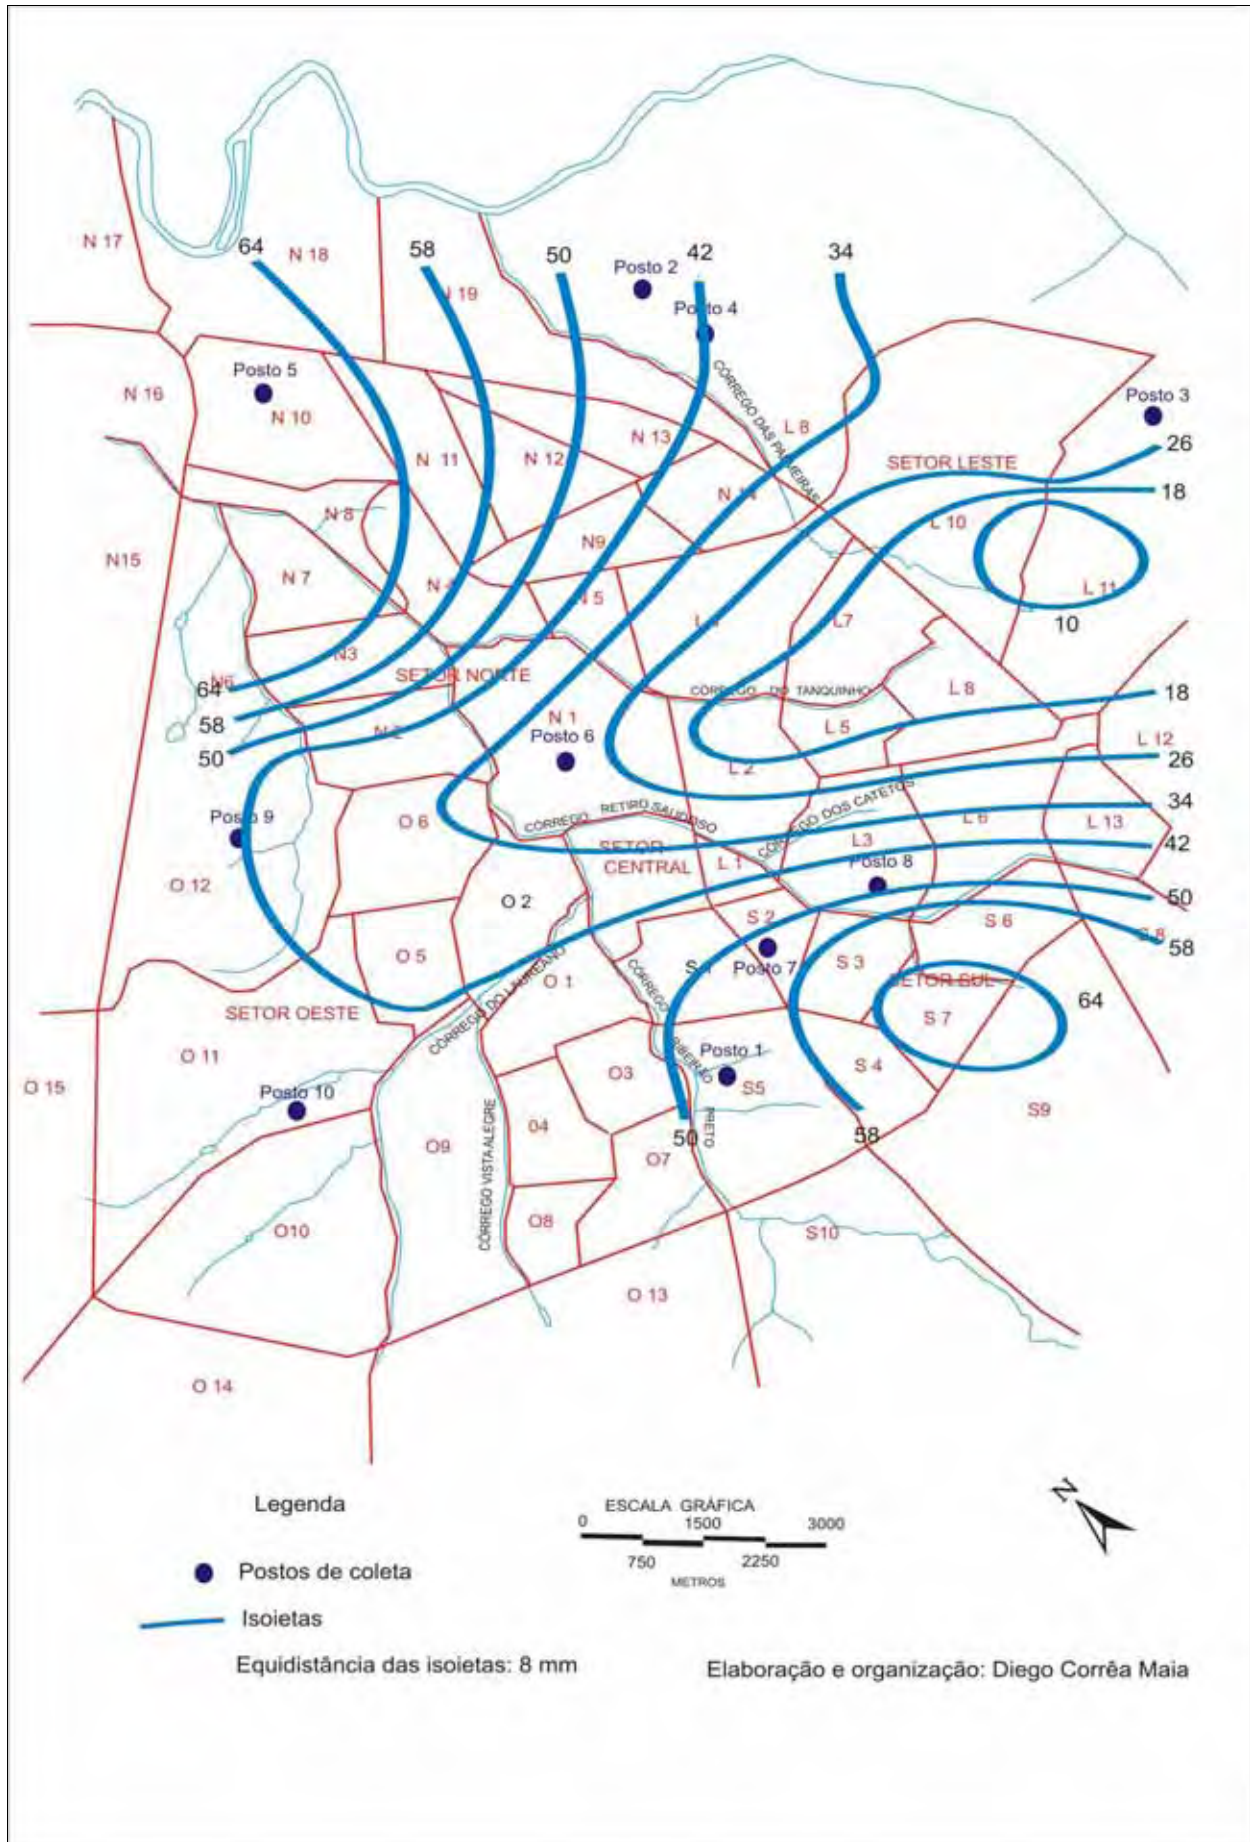 64
N 17
N 18
58
50
42
34
Posto 2
N 19
Posto 4
Posto 5
N 16
N 10
CÓRREGO DAS PALMEIRAS
Posto 3
N 13
L 8
26
N 11
N 12
SETOR LESTE
18
N 14
N 8
L 10
N15
N9
N 7
N 4
N 5
L 11
10
L7
N3
SETOR NORTE
N6
64
CÓRREGO DO TANQUINHO
L 8
18
58
N 1
N 2
L 5
Posto 6
L 12
50
L 2
26
CÓRREGO DOS CATETOS
34
Posto 9
O 6
CÓRREGO RETIRO SAUDOSO
L 6
L 13
SETOR
CENTRAL
L3
42
L 1
Posto 8
O 12
50
O 2
S 2
S 6
S 8
58
O 5
S 1
Posto 7
S 3
O 1
SETOR SUL
64
SETOR OESTE
CÓRREGO DO LAUREANO
S 7
O 11
CÓRREGO RIBEIRÃO PRETO
Posto 1
S 4
O3
O 15
Posto 10
S5
S9
04
50
58
O9
O7
CÓRREGO VISTA ALEGRE
O8
O10
S10
O 13
O 14
Legenda
ESCALA GRÁFICA
0 1500 3000
750 2250
METROS
N
Postos de coleta
Isoietas
Equidistância das isoietas: 8 mm
Elaboração e organização: Diego Corrêa Maia